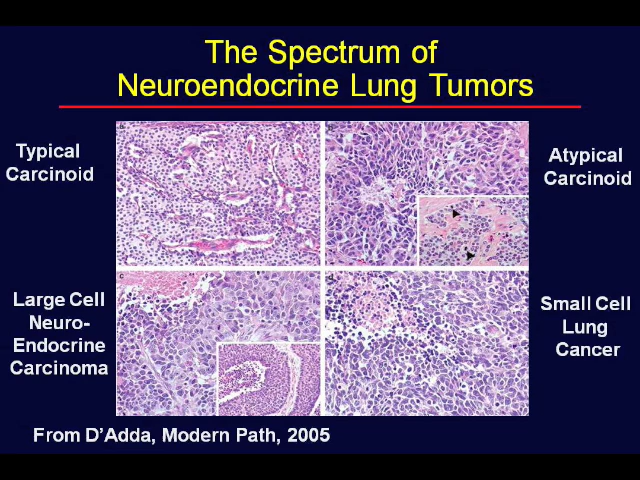 The Spectrum of
Neuroendocrine Lung Tumors
Typical
Carcinoid
Atypical
Carcinoid
Large Cell
Neuro-
Endocrine
Carcinoma
Small Cell
Lung
Cancer
From D'Adda, Modern Path, 2005